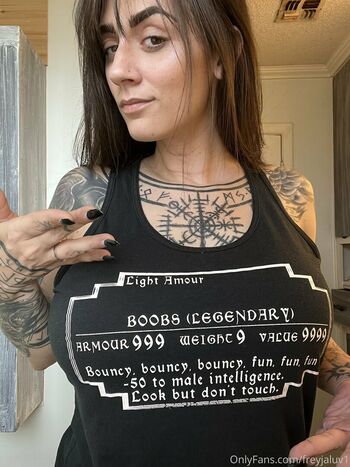 Light Amour
BOOBS (LEGENDARY)
ARMOUR 999 WEIGHT 9 VALUE 9999
Bouncy, bouncy, bouncy, fun, fun, fun
-50 to male intelligence.
Look but don't touch.
OnlyFans.com/freyjaluv1